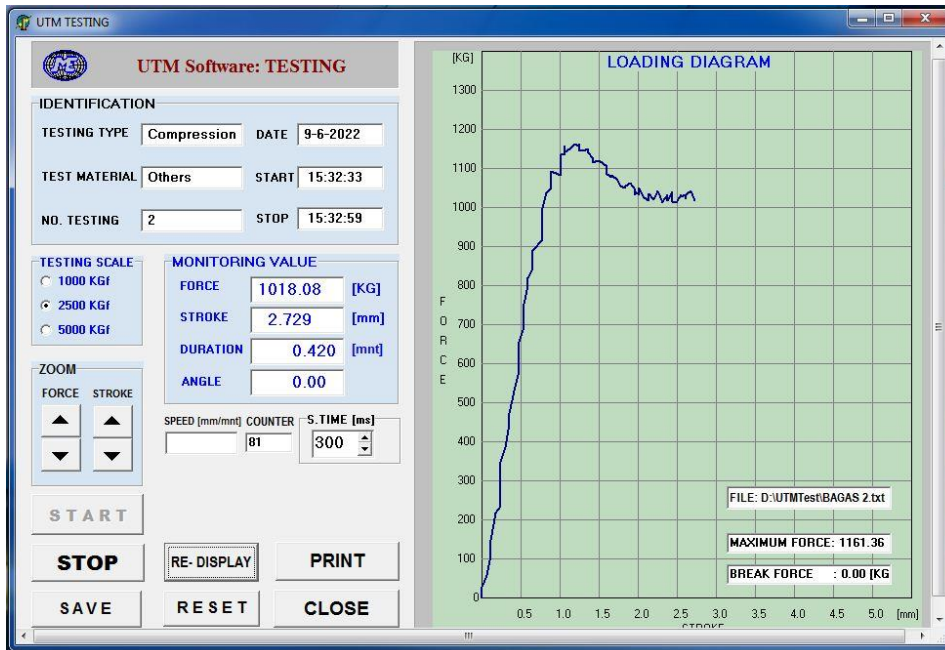 UTM TESTING
UTM Software: TESTING
IDENTIFICATION
TESTING TYPE Compression DATE 9-6-2022
TEST MATERIAL Others START 15:32:33
NO. TESTING 2 STOP 15:32:59
TESTING SCALE
1000 KGf
2500 KGf
5000 KGf
MONITORING VALUE
FORCE 1018.08 [KG]
STROKE 2.729 [mm]
DURATION 0.420 [mnt]
ANGLE 0.00
ZOOM
FORCE STROKE
SPEED [mm/mnt] COUNTER 81 S.TIME [ms] 300
START
STOP RE- DISPLAY PRINT
SAVE RESET CLOSE
[KG] LOADING DIAGRAM
1300
1200
1100
1000
900
800
700
600
500
400
300
200
100
0
FORCE
FILE: D:\UTMTest\BAGAS 2.txt
MAXIMUM FORCE: 1161.36
BREAK FORCE : 0.00 [KG
0.5 1.0 1.5 2.0 2.5 3.0 3.5 4.0 4.5 5.0 [mm]
STROKE